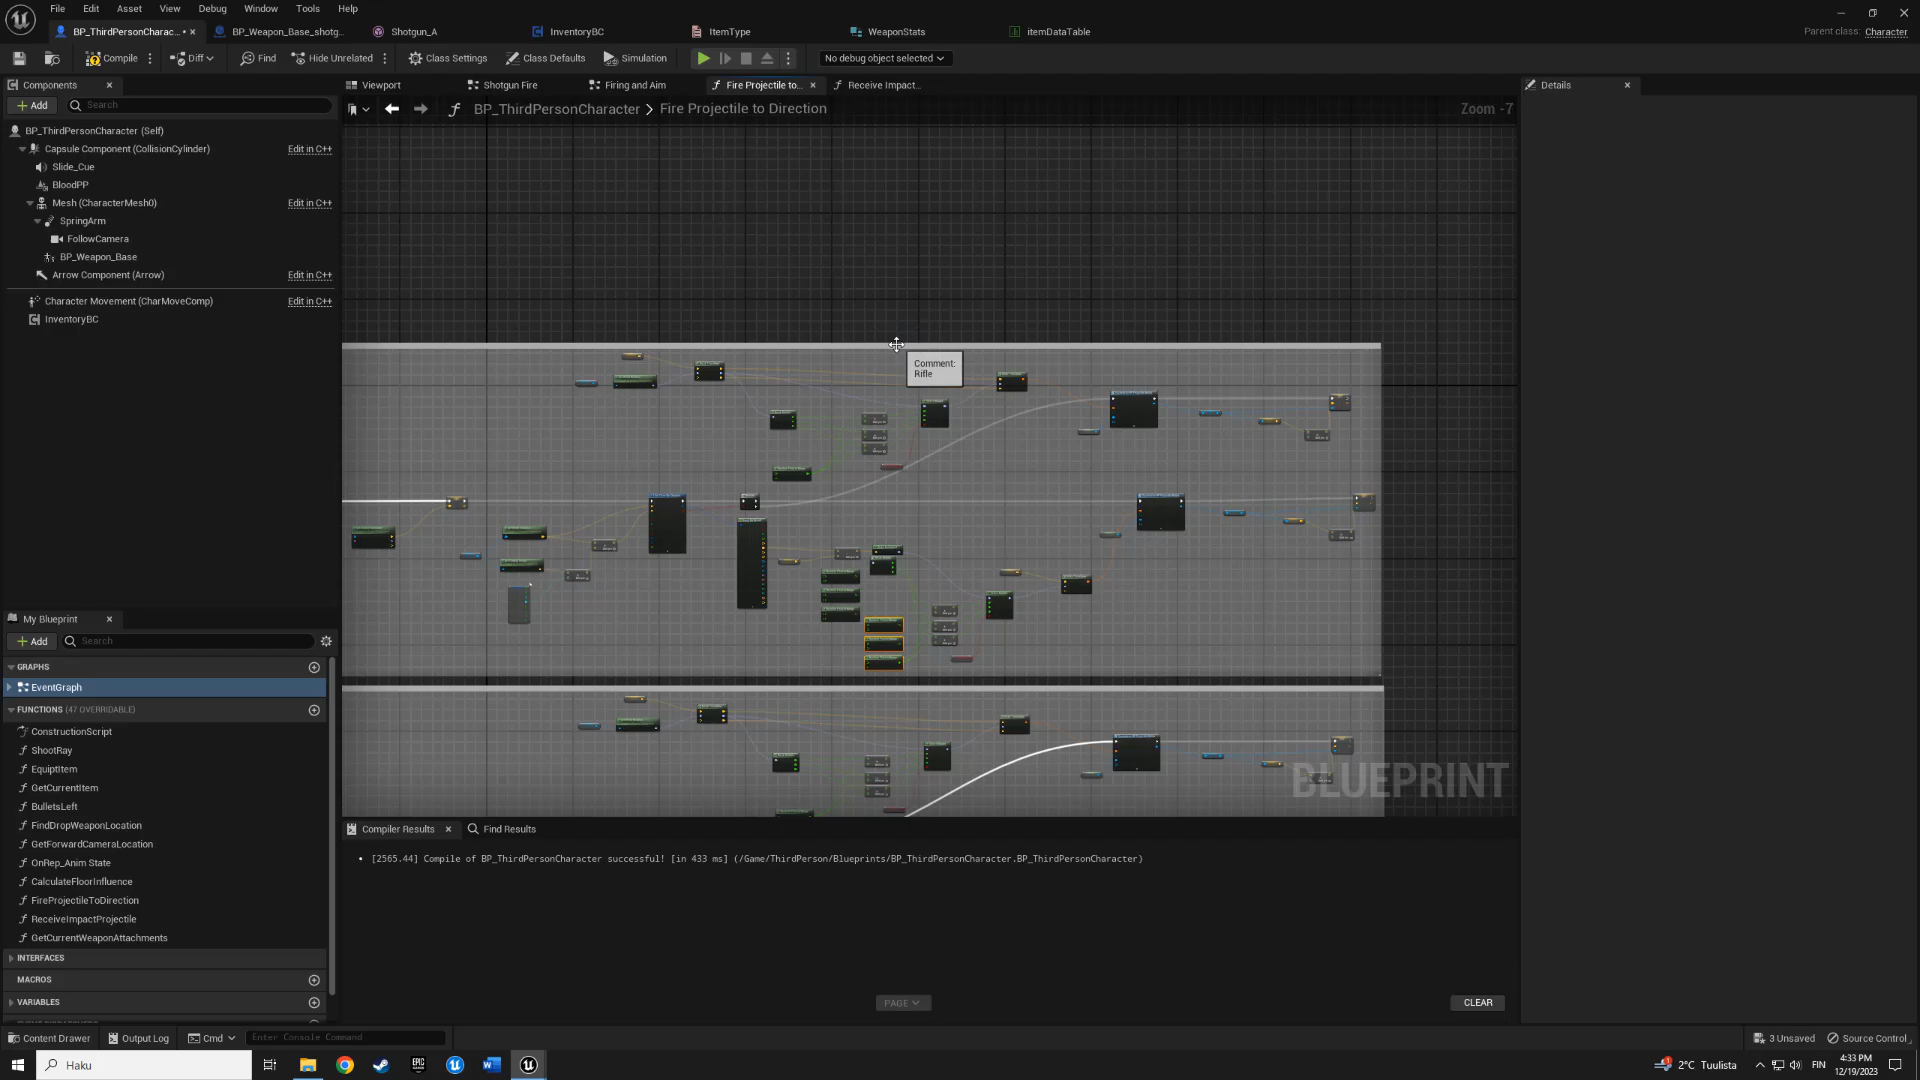 File Edit Asset View Debug Window Tools Help
BP_ThirdPersonCharac... • BP_Weapon_Base_shotg... Shotgun_A InventoryBC ItemType WeaponStats itemDataTable
Parent class: Character
Compile Diff Find Hide Unrelated Class Settings Class Defaults Simulation No debug object selected
Components
Add Search
BP_ThirdPersonCharacter (Self)
Capsule Component (CollisionCylinder) Edit in C++
Slide_Cue
BloodPP
Mesh (CharacterMesh0) Edit in C++
SpringArm
FollowCamera
BP_Weapon_Base
Arrow Component (Arrow) Edit in C++
Character Movement (CharMoveComp) Edit in C++
InventoryBC
Viewport Shotgun Fire Firing and Aim Fire Projectile to... Receive Impact...
BP_ThirdPersonCharacter > Fire Projectile to Direction
Zoom -7
Comment:
Rifle
BLUEPRINT
Details
My Blueprint
Add Search
GRAPHS
EventGraph
FUNCTIONS (47 OVERRIDABLE)
ConstructionScript
ShootRay
EquiptItem
GetCurrentItem
BulletsLeft
FindDropWeaponLocation
GetForwardCameraLocation
OnRep_Anim State
CalculateFloorInfluence
FireProjectileToDirection
ReceiveImpactProjectile
GetCurrentWeaponAttachments
INTERFACES
MACROS
VARIABLES
Compiler Results Find Results
• [2565.44] Compile of BP_ThirdPersonCharacter successful! [in 433 ms] (/Game/ThirdPerson/Blueprints/BP_ThirdPersonCharacter.BP_ThirdPersonCharacter)
PAGE
CLEAR
Content Drawer Output Log Cmd Enter Console Command
3 Unsaved Source Control
Haku
2°C Tuulista
FIN
4:33 PM
12/19/2023